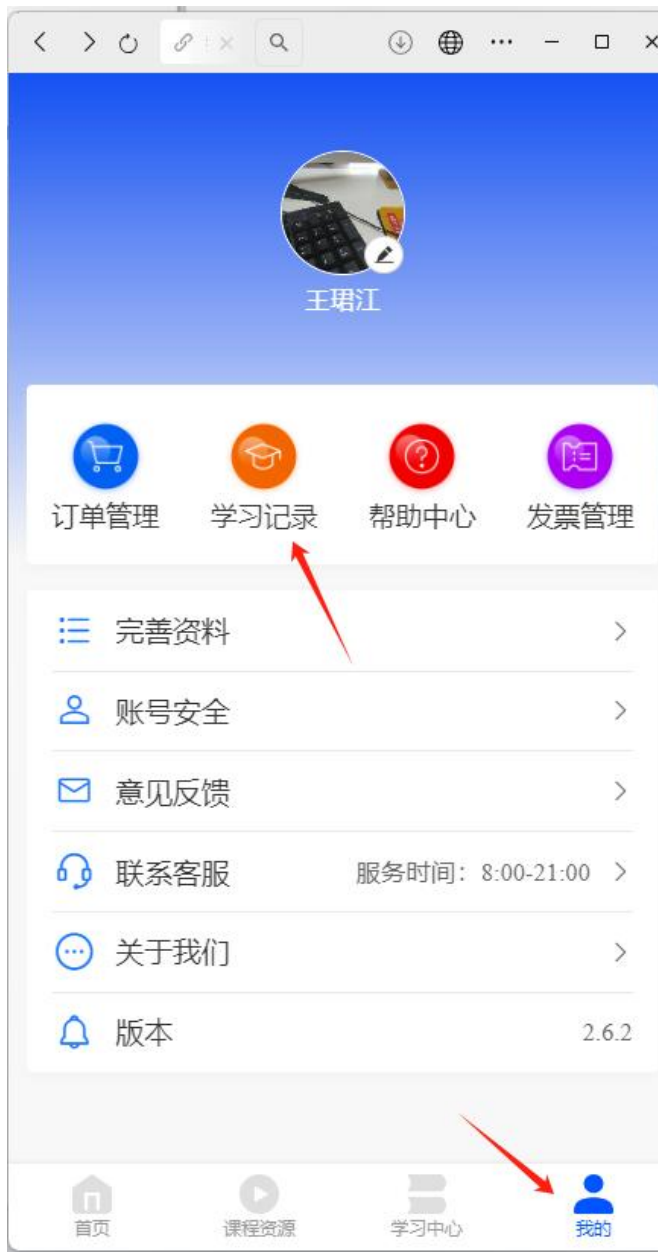 王珺江
订单管理 学习记录 帮助中心 发票管理
完善资料
账号安全
意见反馈
联系客服 服务时间：8:00-21:00
关于我们
版本 2.6.2
首页 课程资源 学习中心 我的